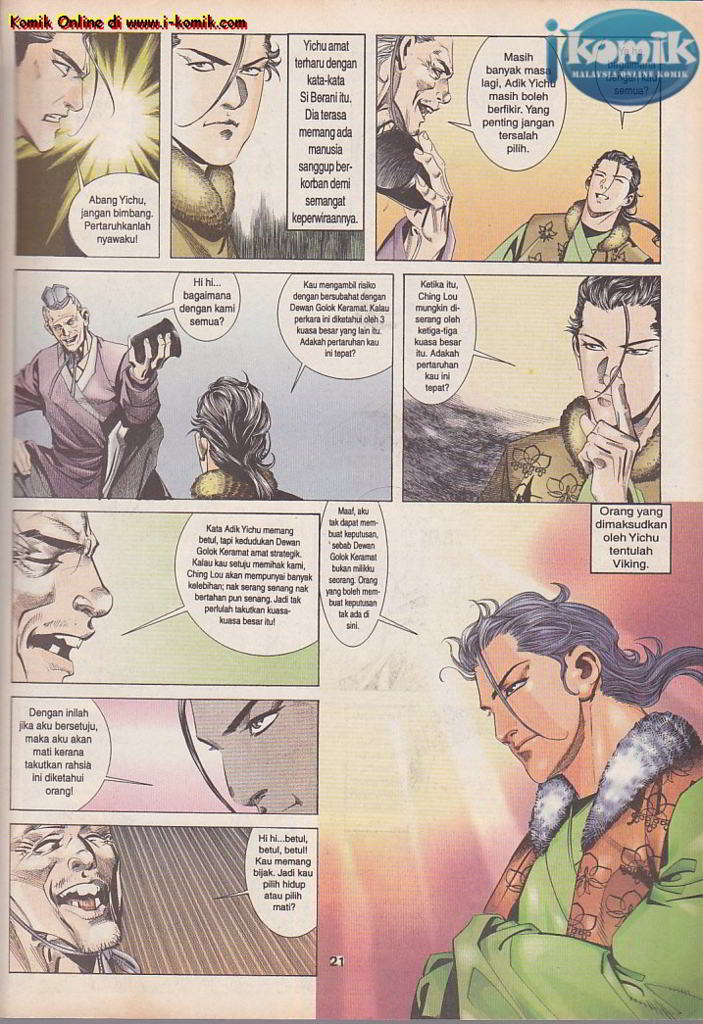 Komik Online di www.i-komik.com
ikomik
MALAYSIA ONLINE KOMIK
Abang Yichu,
jangan bimbang.
Pertaruhkanlah
nyawaku!
Yichu amat
terharu dengan
kata-kata
Si Berani itu.
Dia terasa
memang ada
manusia
sanggup ber-
korban demi
semangat
keperwiraannya.
Masih
banyak masa
lagi, Adik Yichu
masih boleh
berfikir. Yang
penting jangan
tersalah
pilih.
bagaimana
dengan kau
semua?
Hi hi...
bagaimana
dengan kami
semua?
Kau mengambil risiko
dengan bersubahat dengan
Dewan Golok Keramat. Kalau
perkara ini diketahui oleh 3
kuasa besar yang lain itu.
Adakah pertaruhan kau
ini tepat?
Ketika itu,
Ching Lou
mungkin di-
serang oleh
ketiga-tiga
kuasa besar
itu. Adakah
pertaruhan
kau ini
tepat?
Kata Adik Yichu memang
betul, tapi kedudukan Dewan
Golok Keramat amat strategik.
Kalau kau setuju memihak kami,
Ching Lou akan mempunyai banyak
kelebihan; nak serang senang nak
bertahan pun senang. Jadi tak
perlulah takutkan kuasa-
kuasa besar itu!
Maaf, aku
tak dapat mem-
buat keputusan,
sebab Dewan
Golok Keramat
bukan milikku
seorang. Orang
yang boleh mem-
buat keputusan
tak ada di
sini.
Orang yang
dimaksudkan
oleh Yichu
tentulah
Viking.
Dengan inilah
jika aku bersetuju,
maka aku akan
mati kerana
takutkan rahsia
ini diketahui
orang!
Hi hi...betul,
betul, betul!
Kau memang
bijak. Jadi kau
pilih hidup
atau pilih
mati?
21